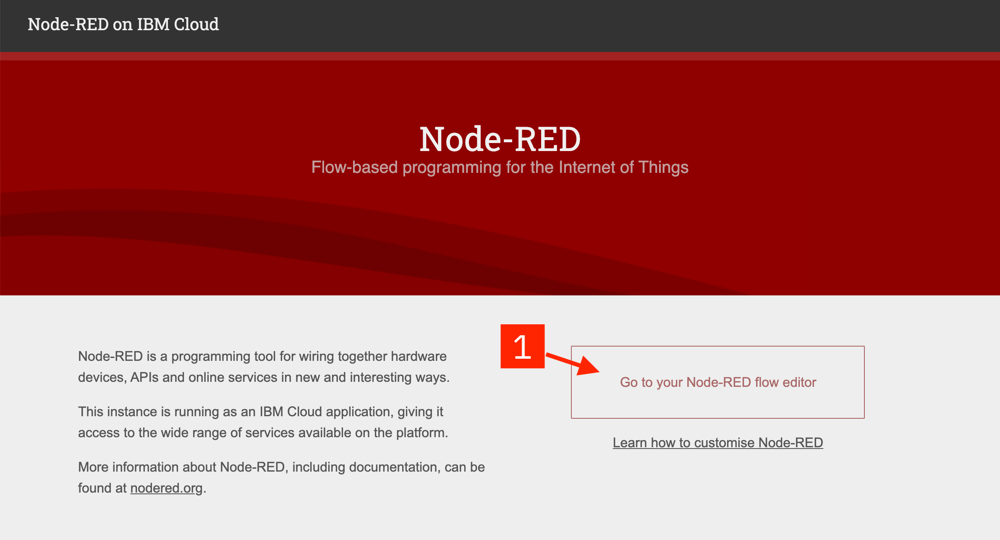 Node-RED on IBM Cloud
Node-RED
Flow-based programming for the Internet of Things
Node-RED is a programming tool for wiring together hardware
devices, APIs and online services in new and interesting ways.
This instance is running as an IBM Cloud application, giving it
access to the wide range of services available on the platform.
More information about Node-RED, including documentation, can be
found at nodered.org.
1
Go to your Node-RED flow editor
Learn how to customise Node-RED